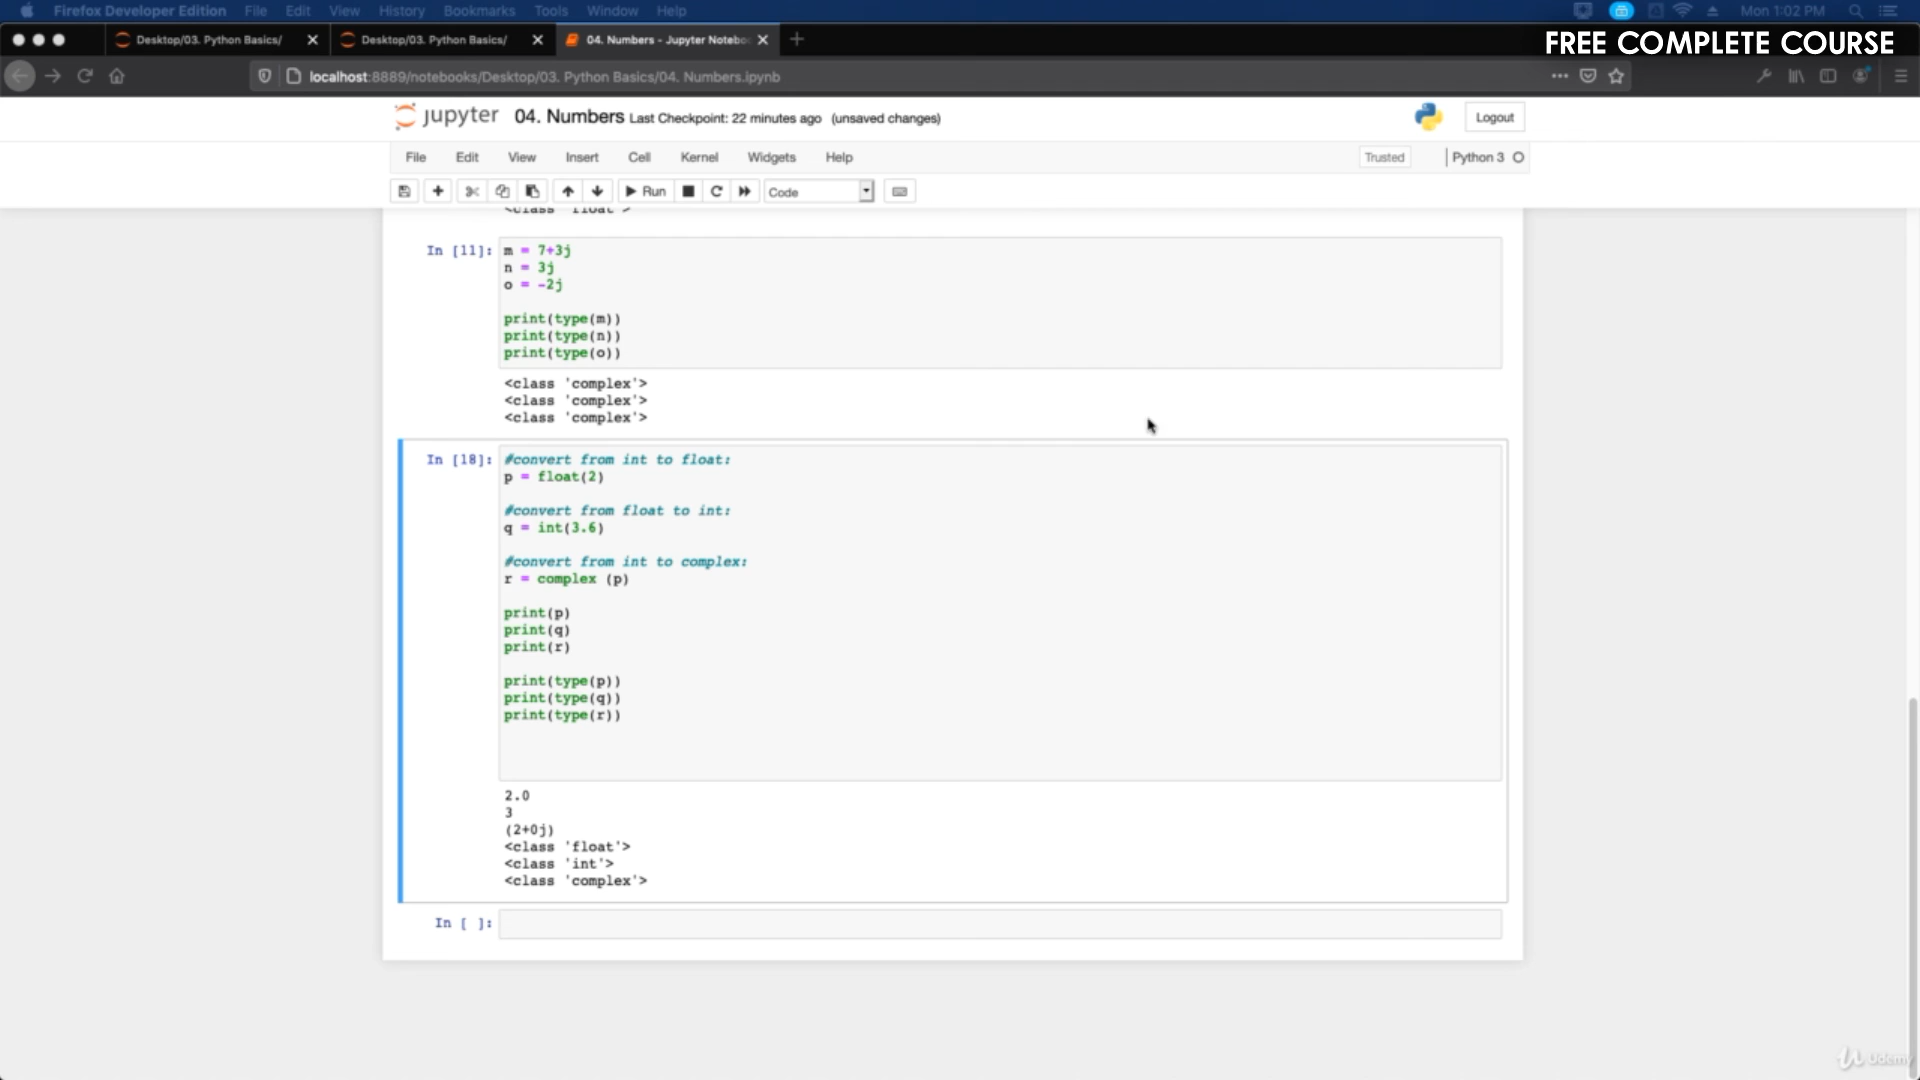 Firefox Developer Edition File Edit View History Bookmarks Tools Window Help Mon 1:02 PM
Desktop/03. Python Basics/ Desktop/03. Python Basics/ 04. Numbers - Jupyter Notebo
FREE COMPLETE COURSE
localhost:8889/notebooks/Desktop/03. Python Basics/04. Numbers.ipynb
jupyter 04. Numbers Last Checkpoint: 22 minutes ago (unsaved changes) Logout
File Edit View Insert Cell Kernel Widgets Help Trusted Python 3
Run Code
<class 'float'>
In [11]: m = 7+3j
n = 3j
o = -2j
print(type(m))
print(type(n))
print(type(o))
<class 'complex'>
<class 'complex'>
<class 'complex'>
In [18]: #convert from int to float:
p = float(2)
#convert from float to int:
q = int(3.6)
#convert from int to complex:
r = complex (p)
print(p)
print(q)
print(r)
print(type(p))
print(type(q))
print(type(r))
2.0
3
(2+0j)
<class 'float'>
<class 'int'>
<class 'complex'>
In [ ]:
Udemy